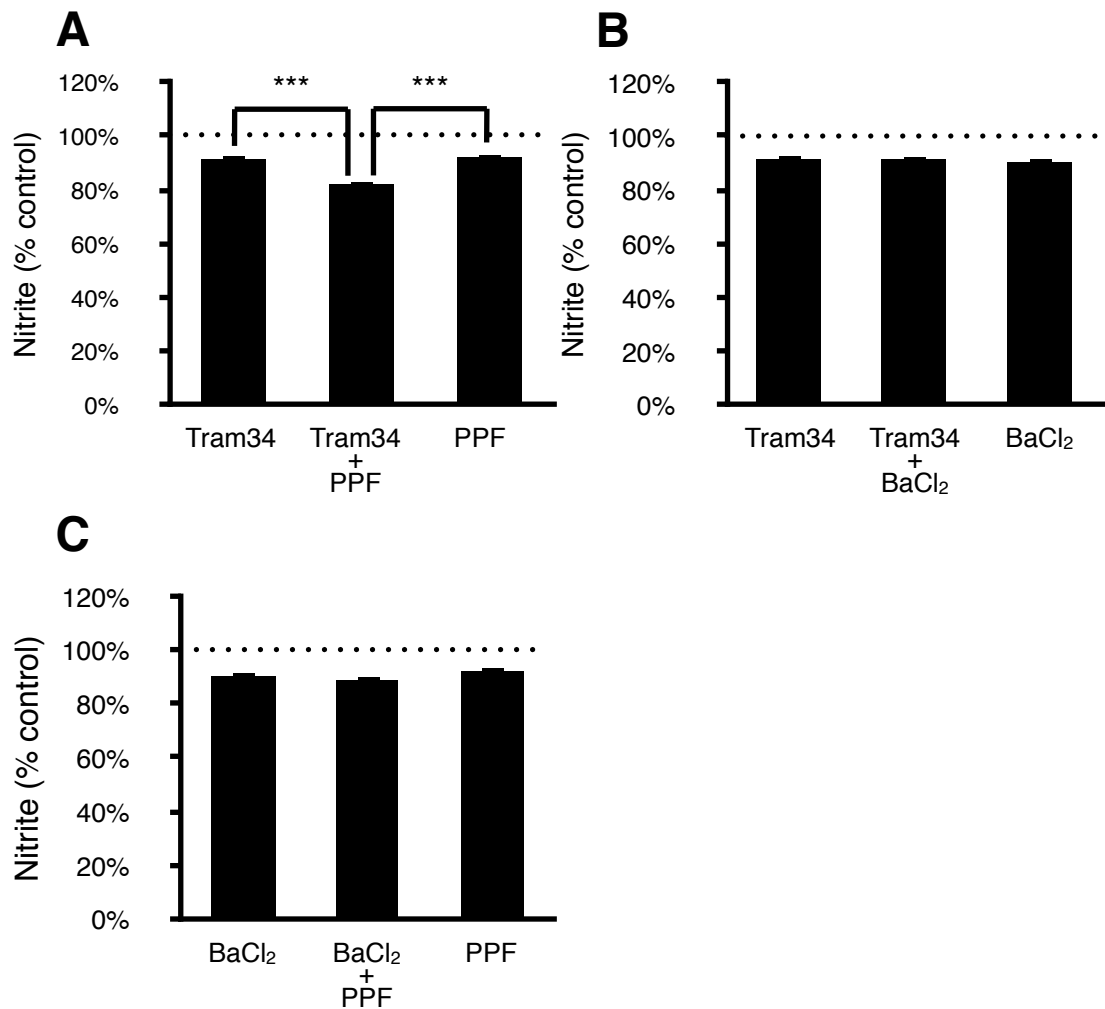 A
120%
100%
80%
60%
40%
20%
0%
Nitrite (% control)
***
***
Tram34
Tram34
+
PPF
PPF
B
120%
100%
80%
60%
40%
20%
0%
Nitrite (% control)
Tram34
Tram34
+
BaCl₂
BaCl₂
C
120%
100%
80%
60%
40%
20%
0%
Nitrite (% control)
BaCl₂
BaCl₂
+
PPF
PPF